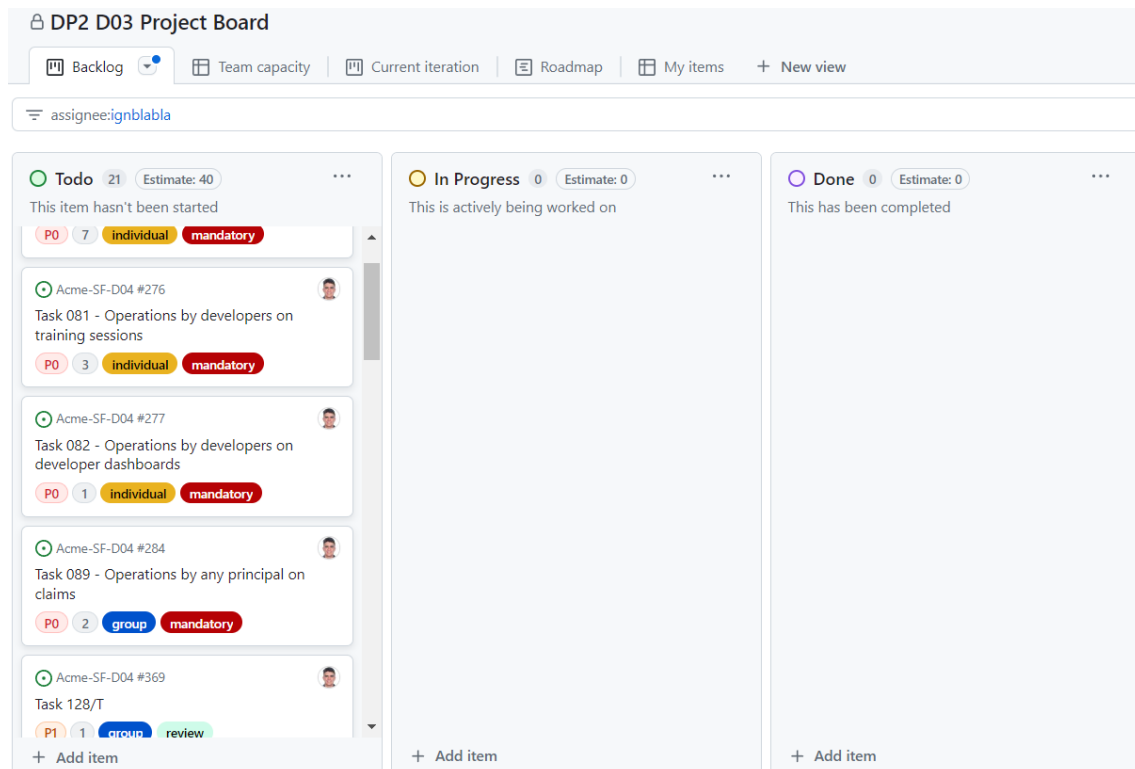 DP2 D03 Project Board
Backlog Team capacity Current iteration Roadmap My items + New view
assignee:ignblabla
Todo 21 Estimate: 40 ...
This item hasn't been started
P0 7 individual mandatory
Acme-SF-D04 #276
Task 081 - Operations by developers on
training sessions
P0 3 individual mandatory
Acme-SF-D04 #277
Task 082 - Operations by developers on
developer dashboards
P0 1 individual mandatory
Acme-SF-D04 #284
Task 089 - Operations by any principal on
claims
P0 2 group mandatory
Acme-SF-D04 #369
Task 128/T
P1 1 group review
+ Add item
In Progress 0 Estimate: 0 ...
This is actively being worked on
+ Add item
Done 0 Estimate: 0 ...
This has been completed
+ Add item